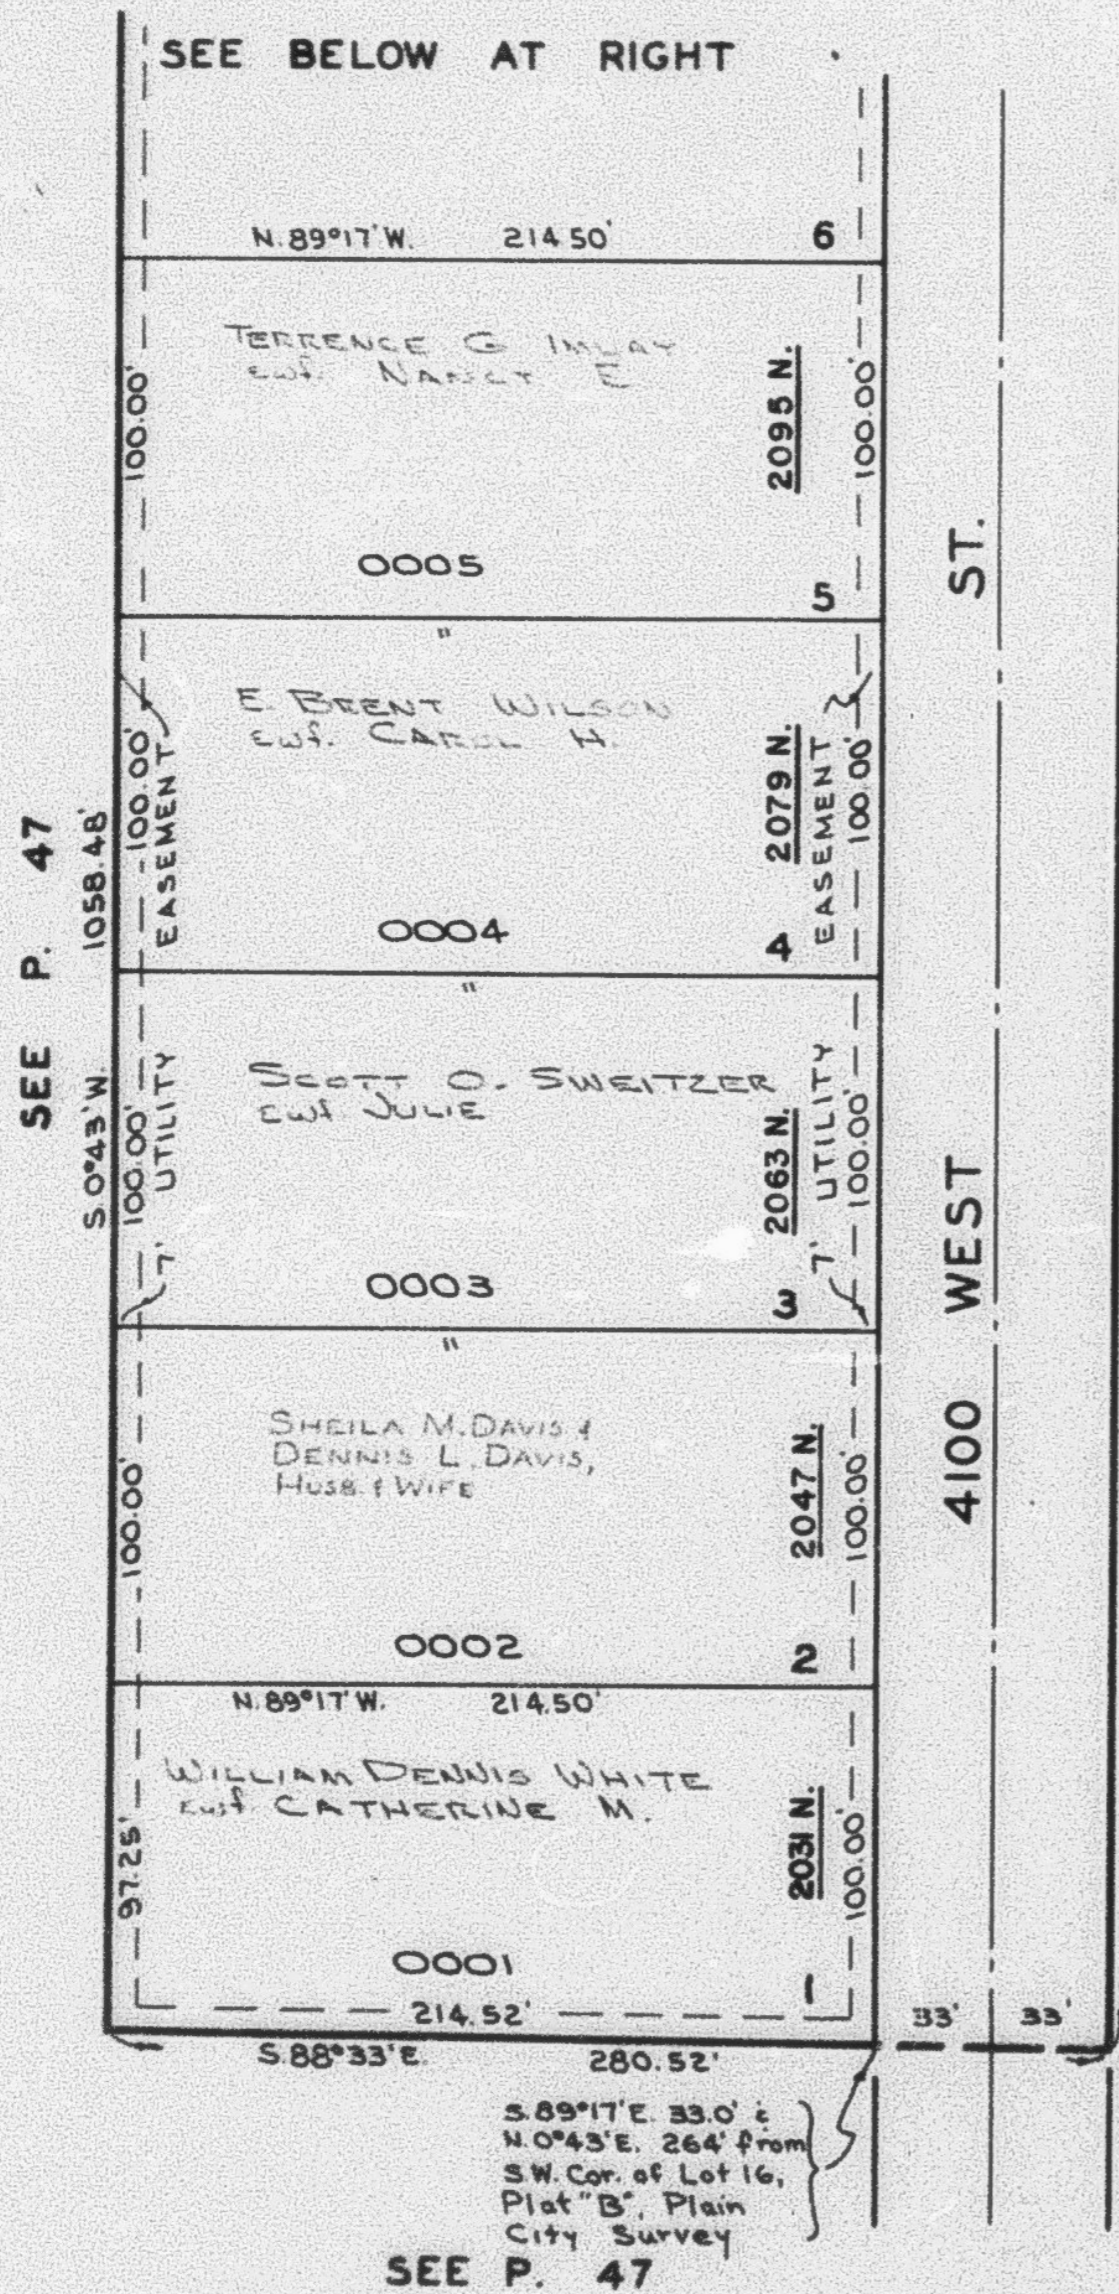 SEE BELOW AT RIGHT
N. 89°17' W. 214.50'
6
TERRENCE G IMLAY
&wf. NANCY E
100.00'
2095 N.
100.00'
0005
5
"
E. BRENT WILSON
&wf. CAROL H.
100.00'
EASEMENT
2079 N.
EASEMENT
100.00'
0004
4
"
SCOTT O. SWEITZER
&wf JULIE
100.00'
7' UTILITY
2063 N.
7' UTILITY
100.00'
0003
3
"
SHEILA M. DAVIS &
DENNIS L. DAVIS,
HUSB. & WIFE
100.00'
2047 N.
100.00'
0002
2
N. 89°17' W. 214.50'
WILLIAM DENNIS WHITE
&wf. CATHERINE M.
97.25'
2031 N.
100.00'
0001
1
214.52'
S. 88°33' E. 280.52'
SEE P. 47
S. 0°43' W. 1058.48'
4100 WEST ST.
33' 33'
S. 89°17' E. 33.0' &
N. 0°43' E. 264' from
S.W. Cor. of Lot 16,
Plat "B", Plain
City Survey
SEE P. 47